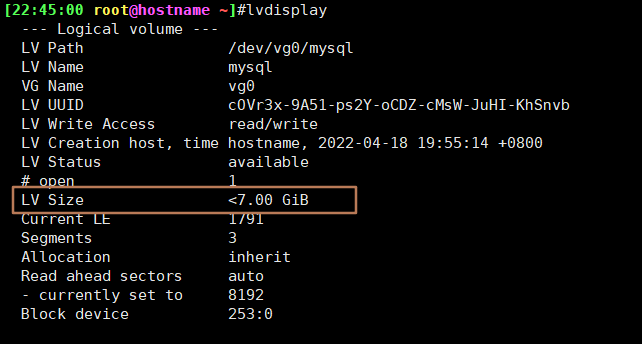 [22:45:00 root@hostname ~]#lvdisplay
--- Logical volume ---
LV Path /dev/vg0/mysql
LV Name mysql
VG Name vg0
LV UUID cOVr3x-9A51-ps2Y-oCDZ-cMsW-JuHI-KhSnvb
LV Write Access read/write
LV Creation host, time hostname, 2022-04-18 19:55:14 +0800
LV Status available
# open 1
LV Size <7.00 GiB
Current LE 1791
Segments 3
Allocation inherit
Read ahead sectors auto
- currently set to 8192
Block device 253:0